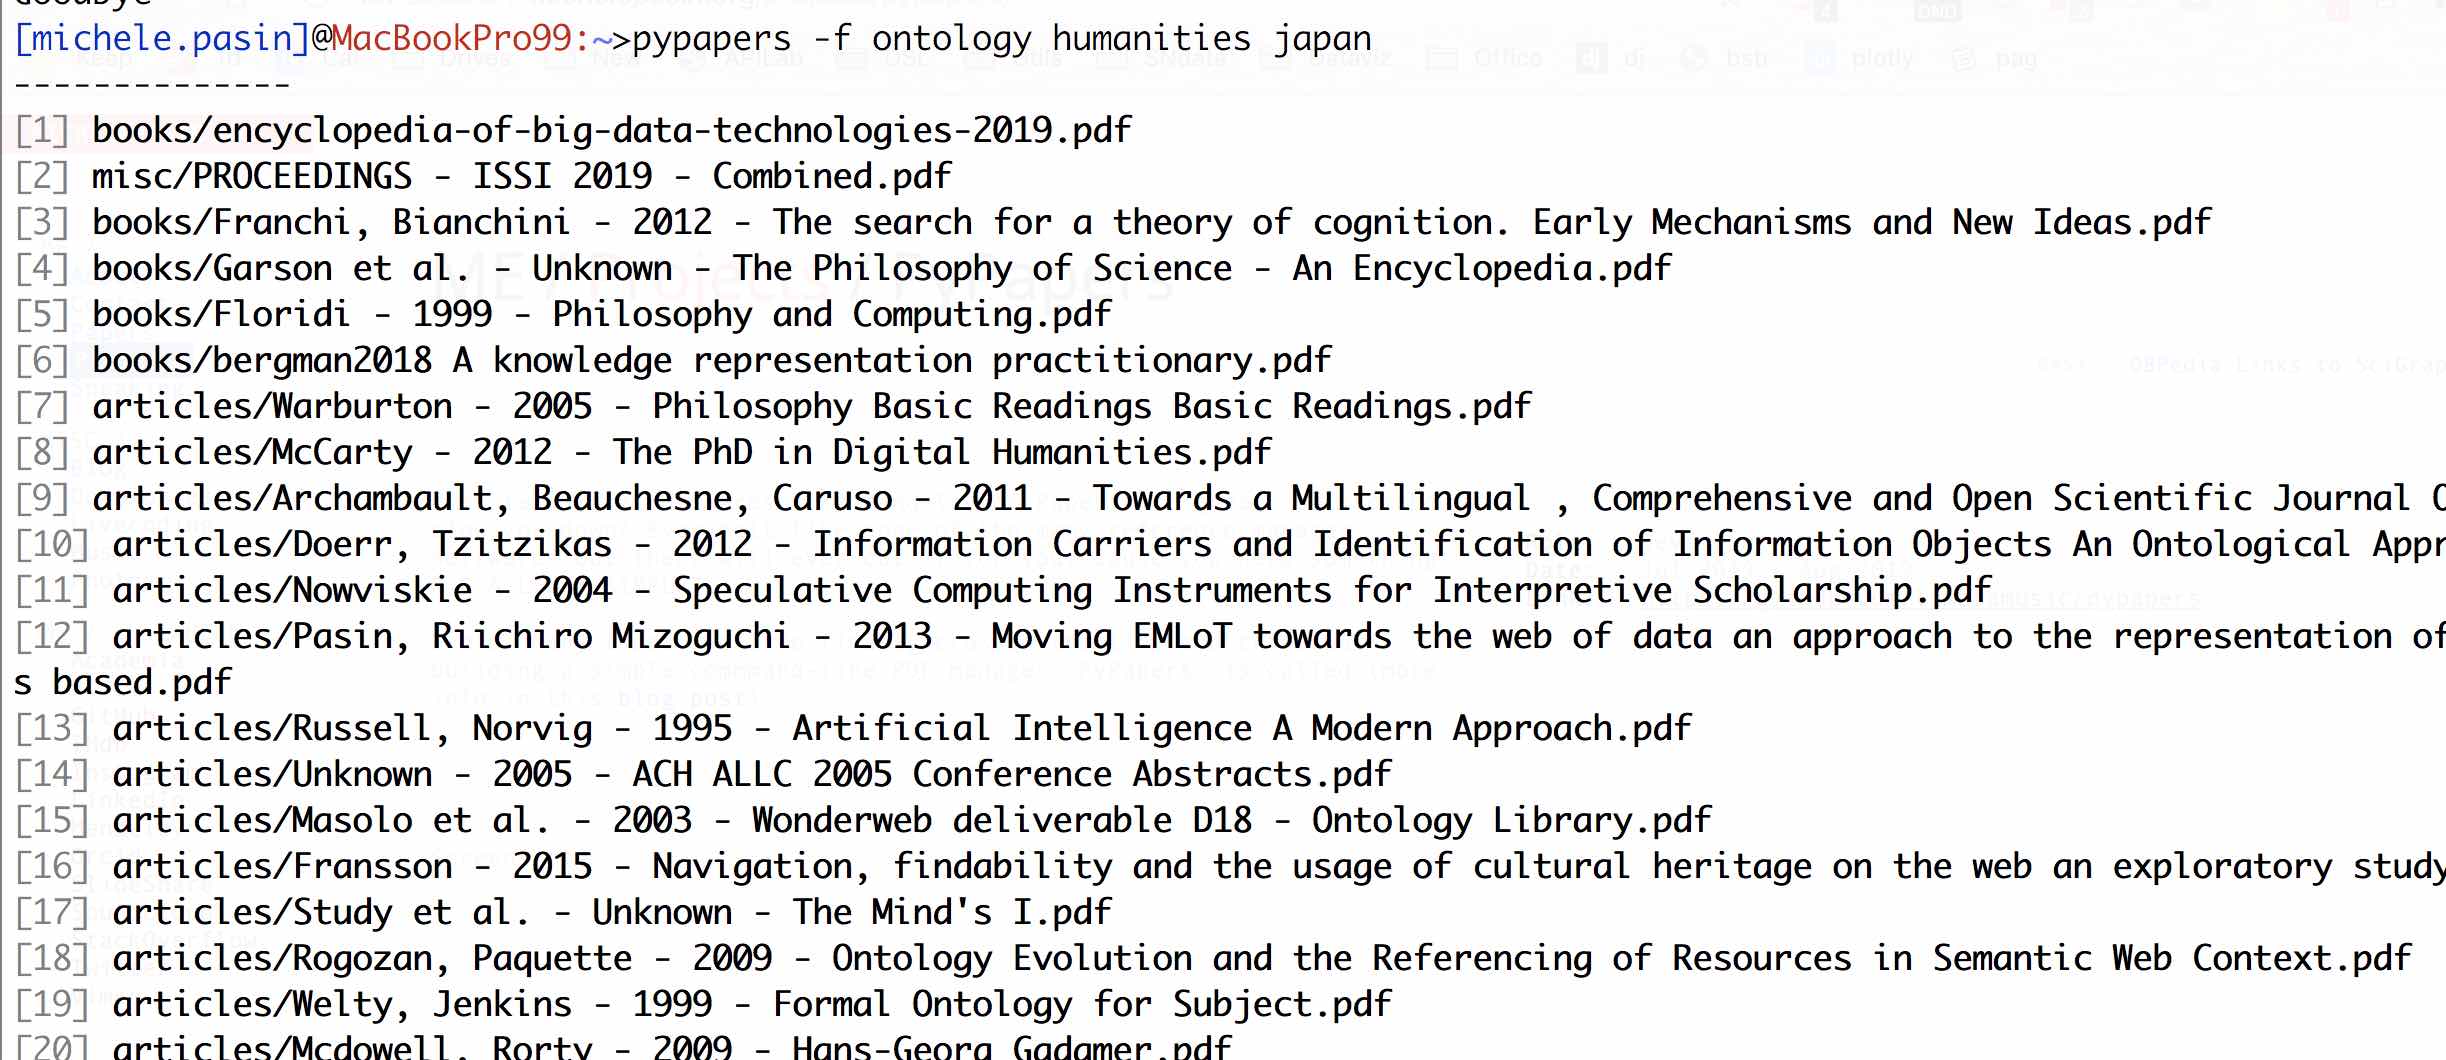 Goodbye
[michele.pasin]@MacBookPro99:~>pypapers -f ontology humanities japan
--------------
[1] books/encyclopedia-of-big-data-technologies-2019.pdf
[2] misc/PROCEEDINGS - ISSI 2019 - Combined.pdf
[3] books/Franchi, Bianchini - 2012 - The search for a theory of cognition. Early Mechanisms and New Ideas.pdf
[4] books/Garson et al. - Unknown - The Philosophy of Science - An Encyclopedia.pdf
[5] books/Floridi - 1999 - Philosophy and Computing.pdf
[6] books/bergman2018 A knowledge representation practitionary.pdf
[7] articles/Warburton - 2005 - Philosophy Basic Readings Basic Readings.pdf
[8] articles/McCarty - 2012 - The PhD in Digital Humanities.pdf
[9] articles/Archambault, Beauchesne, Caruso - 2011 - Towards a Multilingual , Comprehensive and Open Scientific Journal
[10] articles/Doerr, Tzitzikas - 2012 - Information Carriers and Identification of Information Objects An Ontological Appr
[11] articles/Nowviskie - 2004 - Speculative Computing Instruments for Interpretive Scholarship.pdf
[12] articles/Pasin, Riichiro Mizoguchi - 2013 - Moving EMLoT towards the web of data an approach to the representation of
s based.pdf
[13] articles/Russell, Norvig - 1995 - Artificial Intelligence A Modern Approach.pdf
[14] articles/Unknown - 2005 - ACH ALLC 2005 Conference Abstracts.pdf
[15] articles/Masolo et al. - 2003 - Wonderweb deliverable D18 - Ontology Library.pdf
[16] articles/Fransson - 2015 - Navigation, findability and the usage of cultural heritage on the web an exploratory study
[17] articles/Study et al. - Unknown - The Mind's I.pdf
[18] articles/Rogozan, Paquette - 2009 - Ontology Evolution and the Referencing of Resources in Semantic Web Context.pdf
[19] articles/Welty, Jenkins - 1999 - Formal Ontology for Subject.pdf
[20] articles/Mcdowell, Rorty - 2009 - Hans-Georg Gadamer.pdf